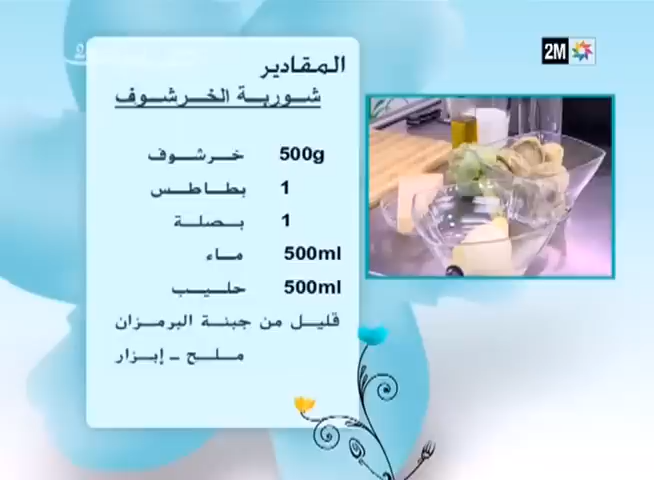 2M
المقادير
شوربة الخرشوف
500g خرشوف
1 بطاطس
1 بصلة
500ml ماء
500ml حليب
قليل من جبنة البرمزان
ملح - إبزار